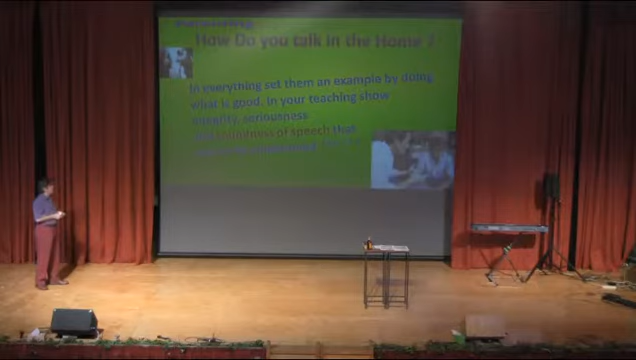 How Do you talk in the Home ?
In everything set them an example by doing
what is good. In your teaching show
integrity, seriousness
and soundness of speech that